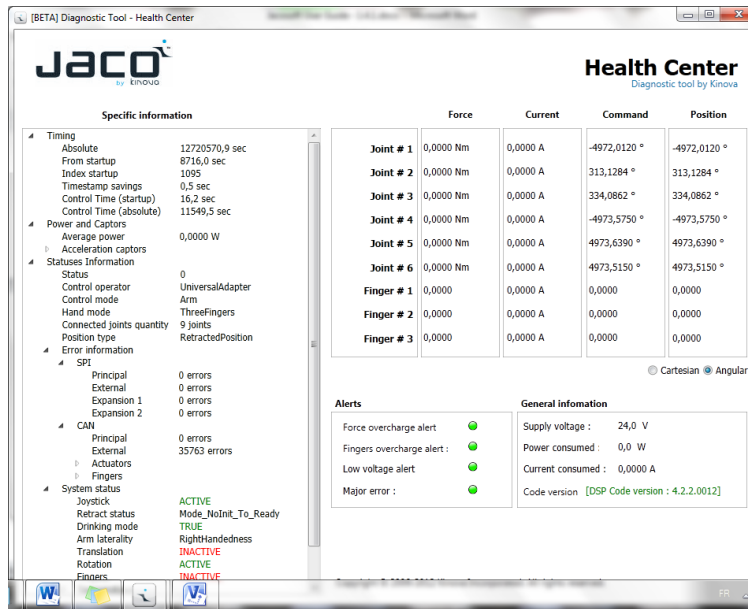 [BETA] Diagnostic Tool - Health Center
JACO
by kinova
Health Center
Diagnostic tool by Kinova
Specific information
Timing
Absolute 12720570,9 sec
From startup 8716,0 sec
Index startup 1095
Timestamp savings 0,5 sec
Control Time (startup) 16,2 sec
Control Time (absolute) 11549,5 sec
Power and Captors
Average power 0,0000 W
Acceleration captors
Statuses Information
Status 0
Control operator UniversalAdapter
Control mode Arm
Hand mode ThreeFingers
Connected joints quantity 9 joints
Position type RetractedPosition
Error information
SPI
Principal 0 errors
External 0 errors
Expansion 1 0 errors
Expansion 2 0 errors
CAN
Principal 0 errors
External 35763 errors
Actuators
Fingers
System status
Joystick ACTIVE
Retract status Mode_NoInit_To_Ready
Drinking mode TRUE
Arm laterality RightHandedness
Translation INACTIVE
Rotation ACTIVE
Fingers INACTIVE
Force Current Command Position
Joint # 1 0,0000 Nm 0,0000 A -4972,0120 ° -4972,0120 °
Joint # 2 0,0000 Nm 0,0000 A 313,1284 ° 313,1284 °
Joint # 3 0,0000 Nm 0,0000 A 334,0862 ° 334,0862 °
Joint # 4 0,0000 Nm 0,0000 A -4973,5750 ° -4973,5750 °
Joint # 5 0,0000 Nm 0,0000 A 4973,6390 ° 4973,6390 °
Joint # 6 0,0000 Nm 0,0000 A 4973,5150 ° 4973,5150 °
Finger # 1 0,0000 0,0000 A 0,0000 0,0000
Finger # 2 0,0000 0,0000 A 0,0000 0,0000
Finger # 3 0,0000 0,0000 A 0,0000 0,0000
Cartesian Angular
Alerts
Force overcharge alert
Fingers overcharge alert :
Low voltage alert
Major error :
General infomation
Supply voltage : 24,0 V
Power consumed : 0,0 W
Current consumed : 0,0000 A
Code version [DSP Code version : 4.2.2.0012]
FR